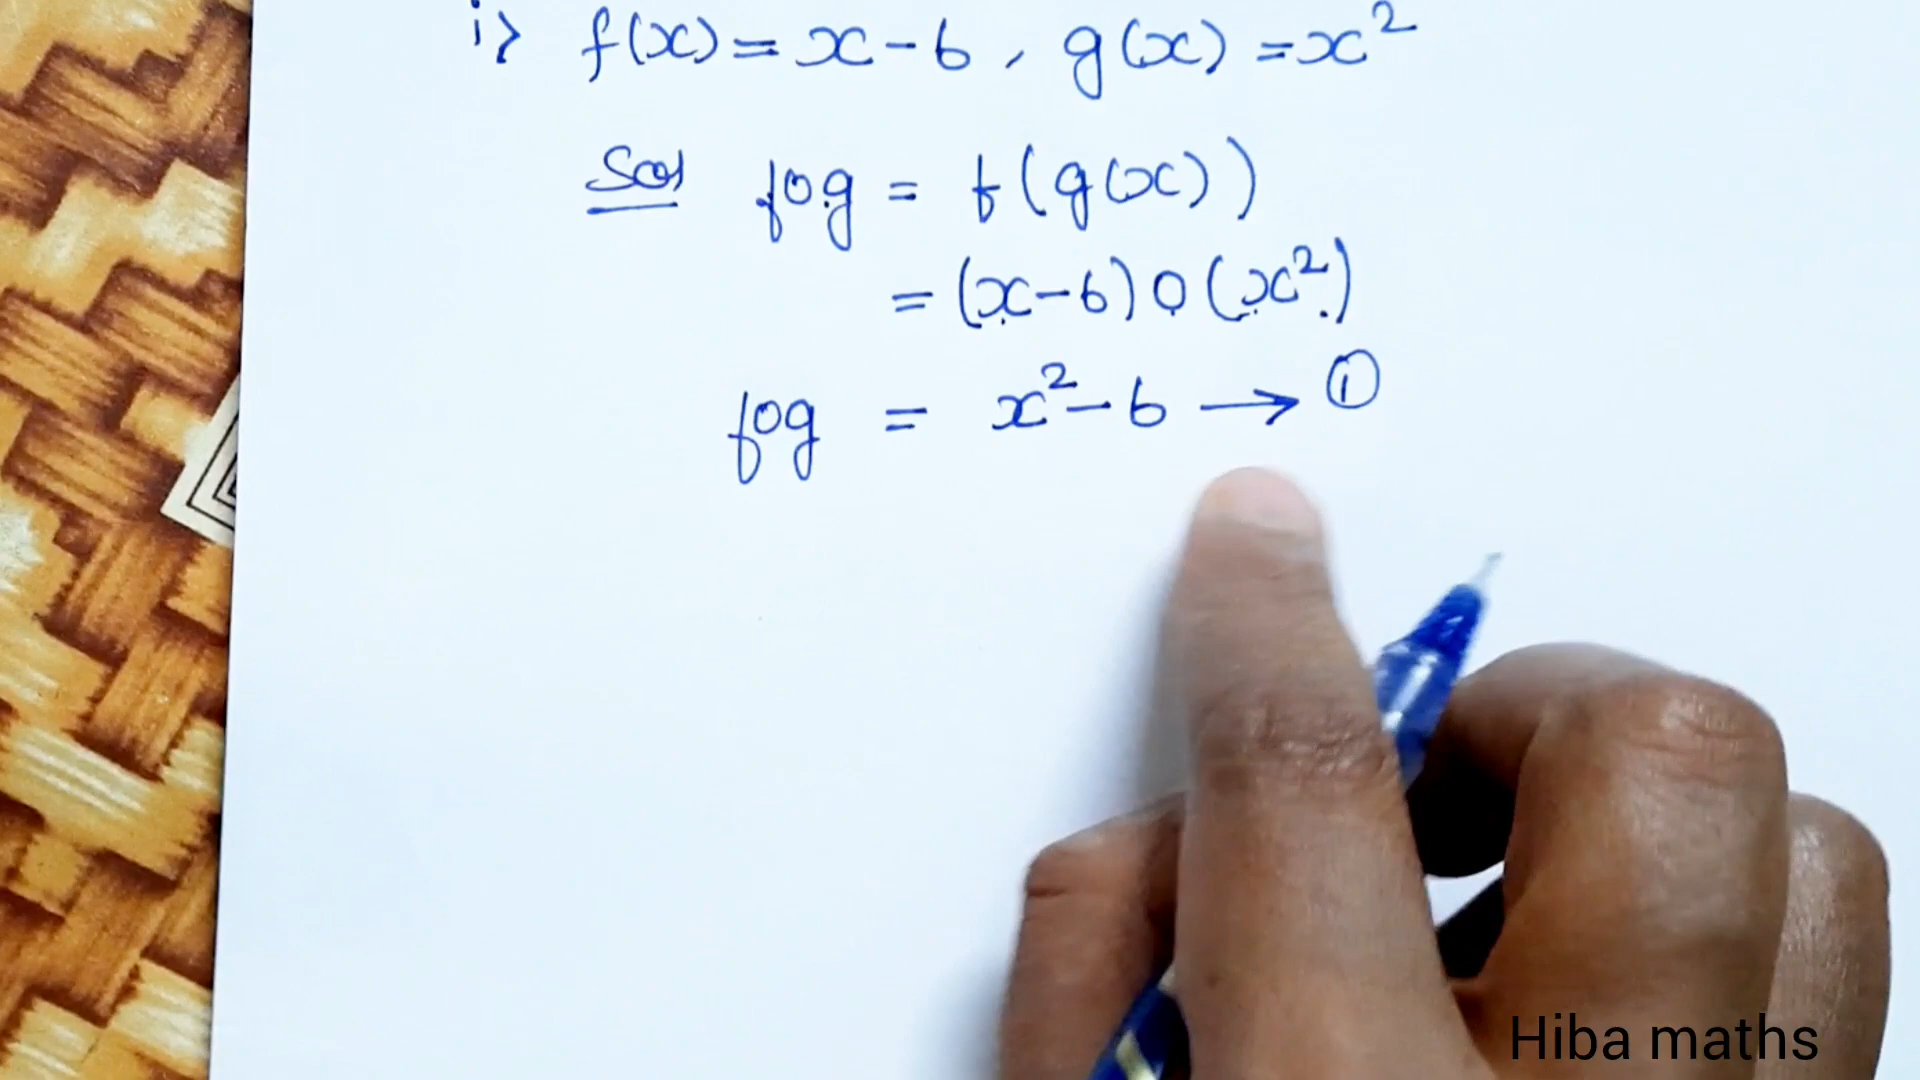 i> f(x) = x - 6, g(x) = x²
Sol fog = f(g(x))
= (x-6) o (x²)
fog = x² - 6 → ①
Hiba maths